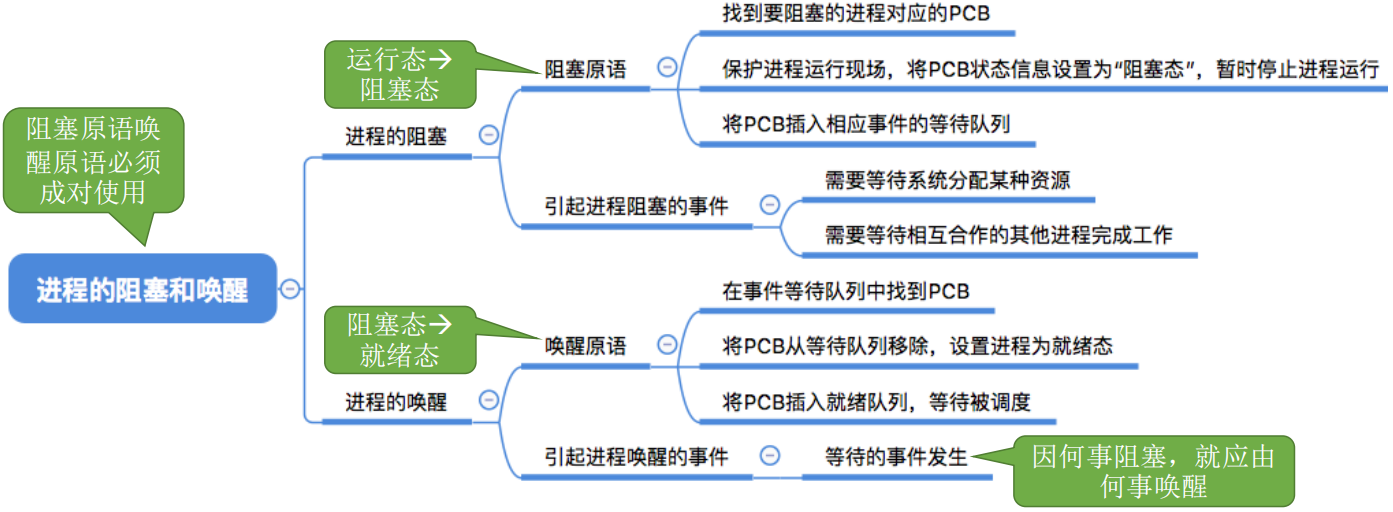 找到要阻塞的进程对应的PCB
运行态→
阻塞态
阻塞原语
保护进程运行现场，将PCB状态信息设置为“阻塞态”，暂时停止进程运行
将PCB插入相应事件的等待队列
阻塞原语唤
醒原语必须
成对使用
进程的阻塞
引起进程阻塞的事件
需要等待系统分配某种资源
需要等待相互合作的其他进程完成工作
进程的阻塞和唤醒
在事件等待队列中找到PCB
阻塞态→
就绪态
唤醒原语
将PCB从等待队列移除，设置进程为就绪态
将PCB插入就绪队列，等待被调度
进程的唤醒
引起进程唤醒的事件
等待的事件发生
因何事阻塞，就应由
何事唤醒